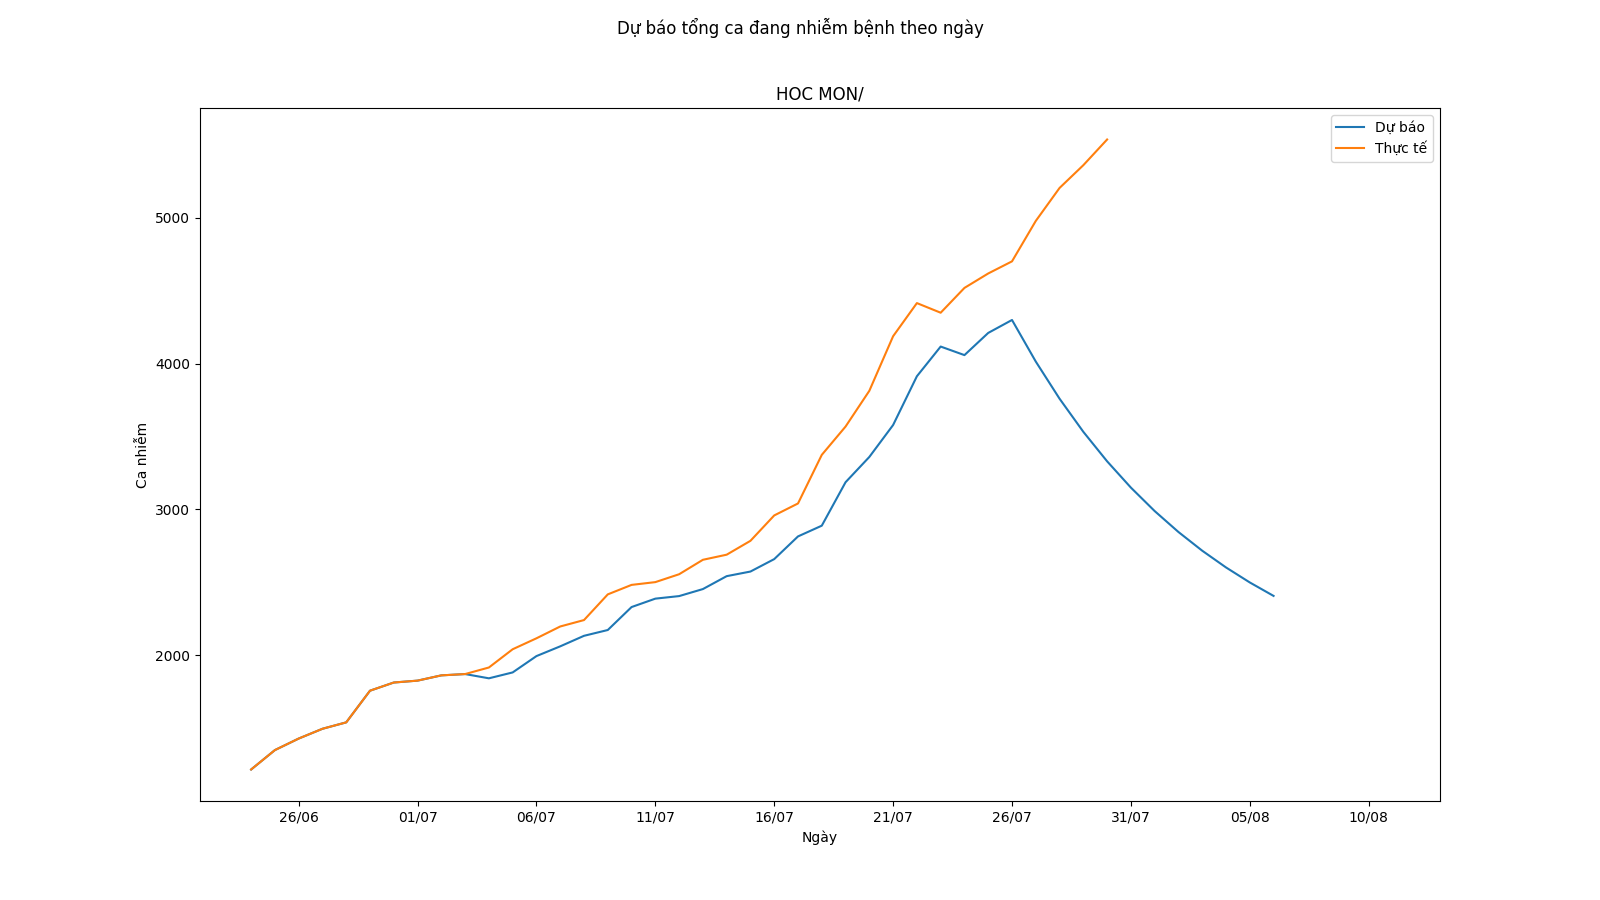 Dự báo tổng ca đang nhiễm bệnh theo ngày
HOC MON/
Dự báo
Thực tế
5000
4000
3000
2000
Ca nhiễm
26/06 01/07 06/07 11/07 16/07 21/07 26/07 31/07 05/08 10/08
Ngày